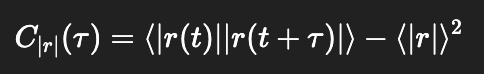 C_{|r|}(τ) = ⟨|r(t)||r(t + τ)|⟩ − ⟨|r|⟩²